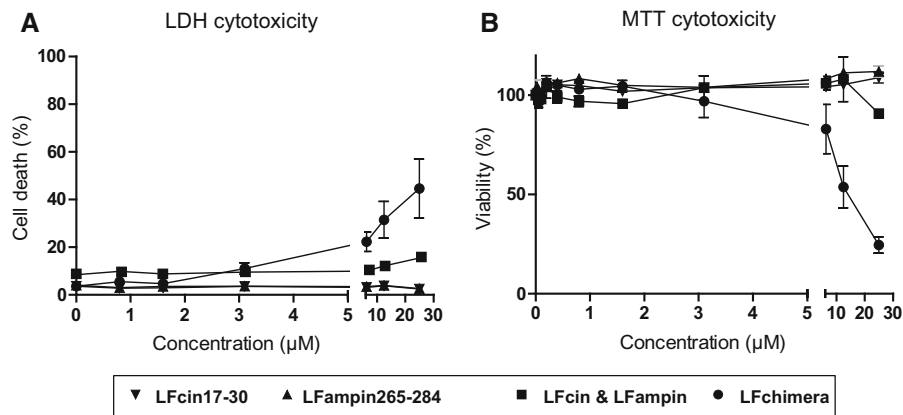 A
LDH cytotoxicity
Cell death (%)
100
80
60
40
20
0
0 1 2 3 4 5 10 20 30
Concentration (µM)
B
MTT cytotoxicity
Viability (%)
100
50
0
0 1 2 3 4 5 10 20 30
Concentration (µM)
LFcin17-30 LFampin265-284 LFcin & LFampin LFchimera